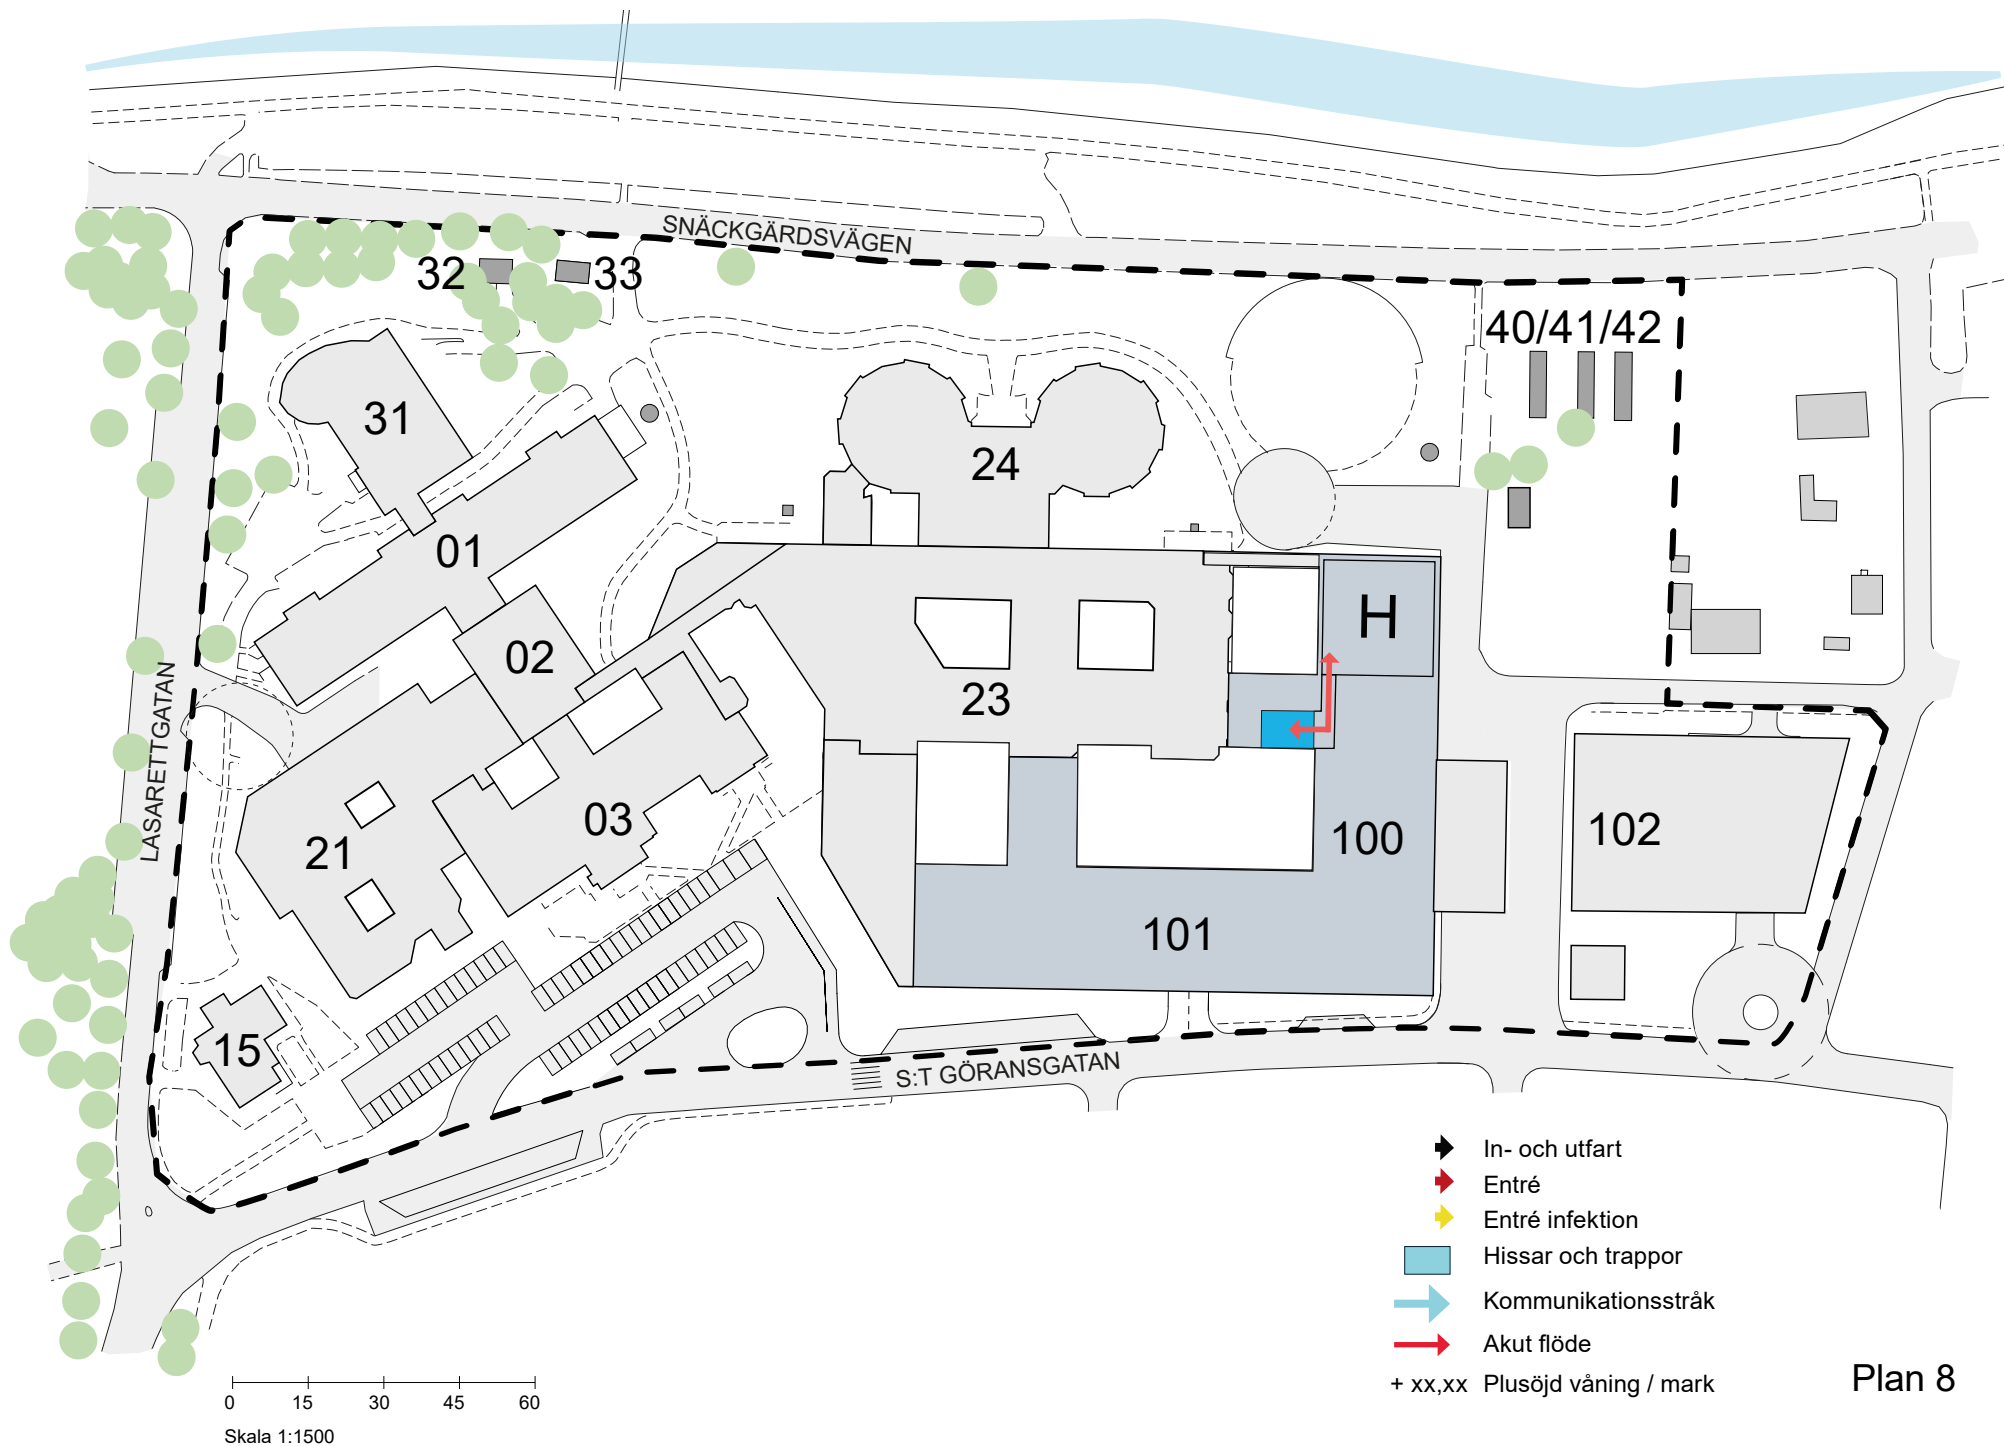 SNÄCKGÄRDSVÄGEN
32
33
40/41/42
31
24
01
H
02
23
LASARETTGATAN
03
21
100
102
101
15
S:T GÖRANSGATAN
In- och utfart
Entré
Entré infektion
Hissar och trappor
Kommunikationsstråk
Akut flöde
+ xx,xx Plusöjd våning / mark
Plan 8
0 15 30 45 60
Skala 1:1500